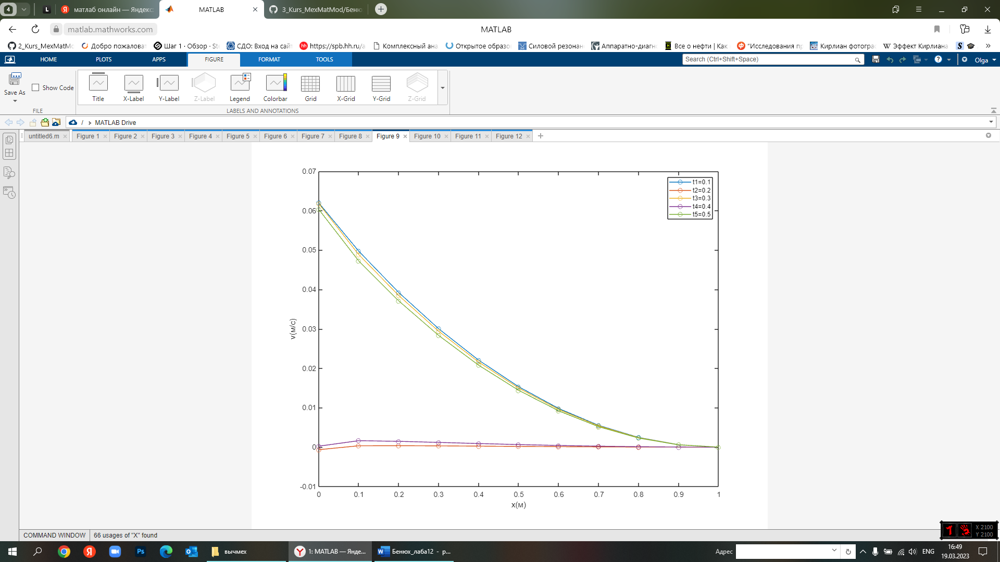 4
L
матлаб онлайн — Яндекс
MATLAB
3_Kurs_MexMatMod/Беню
matlab.mathworks.com
MATLAB
2_Kurs_MexMatMo
Добро пожаловат
Шаг 1 · Обзор · Ste
СДО: Вход на сайт
hh
https://spb.hh.ru/a
Комплексный ана
Открытое образо
Силовой резонан
Аппаратно-диагн
Все о нефти | Как
"Исследования пр
Кирлиан фотограф
Эффект Кирлиана
HOME
PLOTS
APPS
FIGURE
FORMAT
TOOLS
Search (Ctrl+Shift+Space)
Olga
Save As
Show Code
Title
X-Label
Y-Label
Z-Label
Legend
Colorbar
Grid
X-Grid
Y-Grid
Z-Grid
FILE
LABELS AND ANNOTATIONS
/ > MATLAB Drive
untitled6.m
Figure 1
Figure 2
Figure 3
Figure 4
Figure 5
Figure 6
Figure 7
Figure 8
Figure 9
Figure 10
Figure 11
Figure 12
0.07
0.06
0.05
0.04
0.03
0.02
0.01
0
-0.01
v(м/с)
t1=0.1
t2=0.2
t3=0.3
t4=0.4
t5=0.5
0 0.1 0.2 0.3 0.4 0.5 0.6 0.7 0.8 0.9 1
x(м)
COMMAND WINDOW
66 usages of "X" found
X 2100
Y 2100
вычмех
1: MATLAB — Яндe...
Бенюх_лаба12 - р...
Адрес
ENG
16:49
19.03.2023